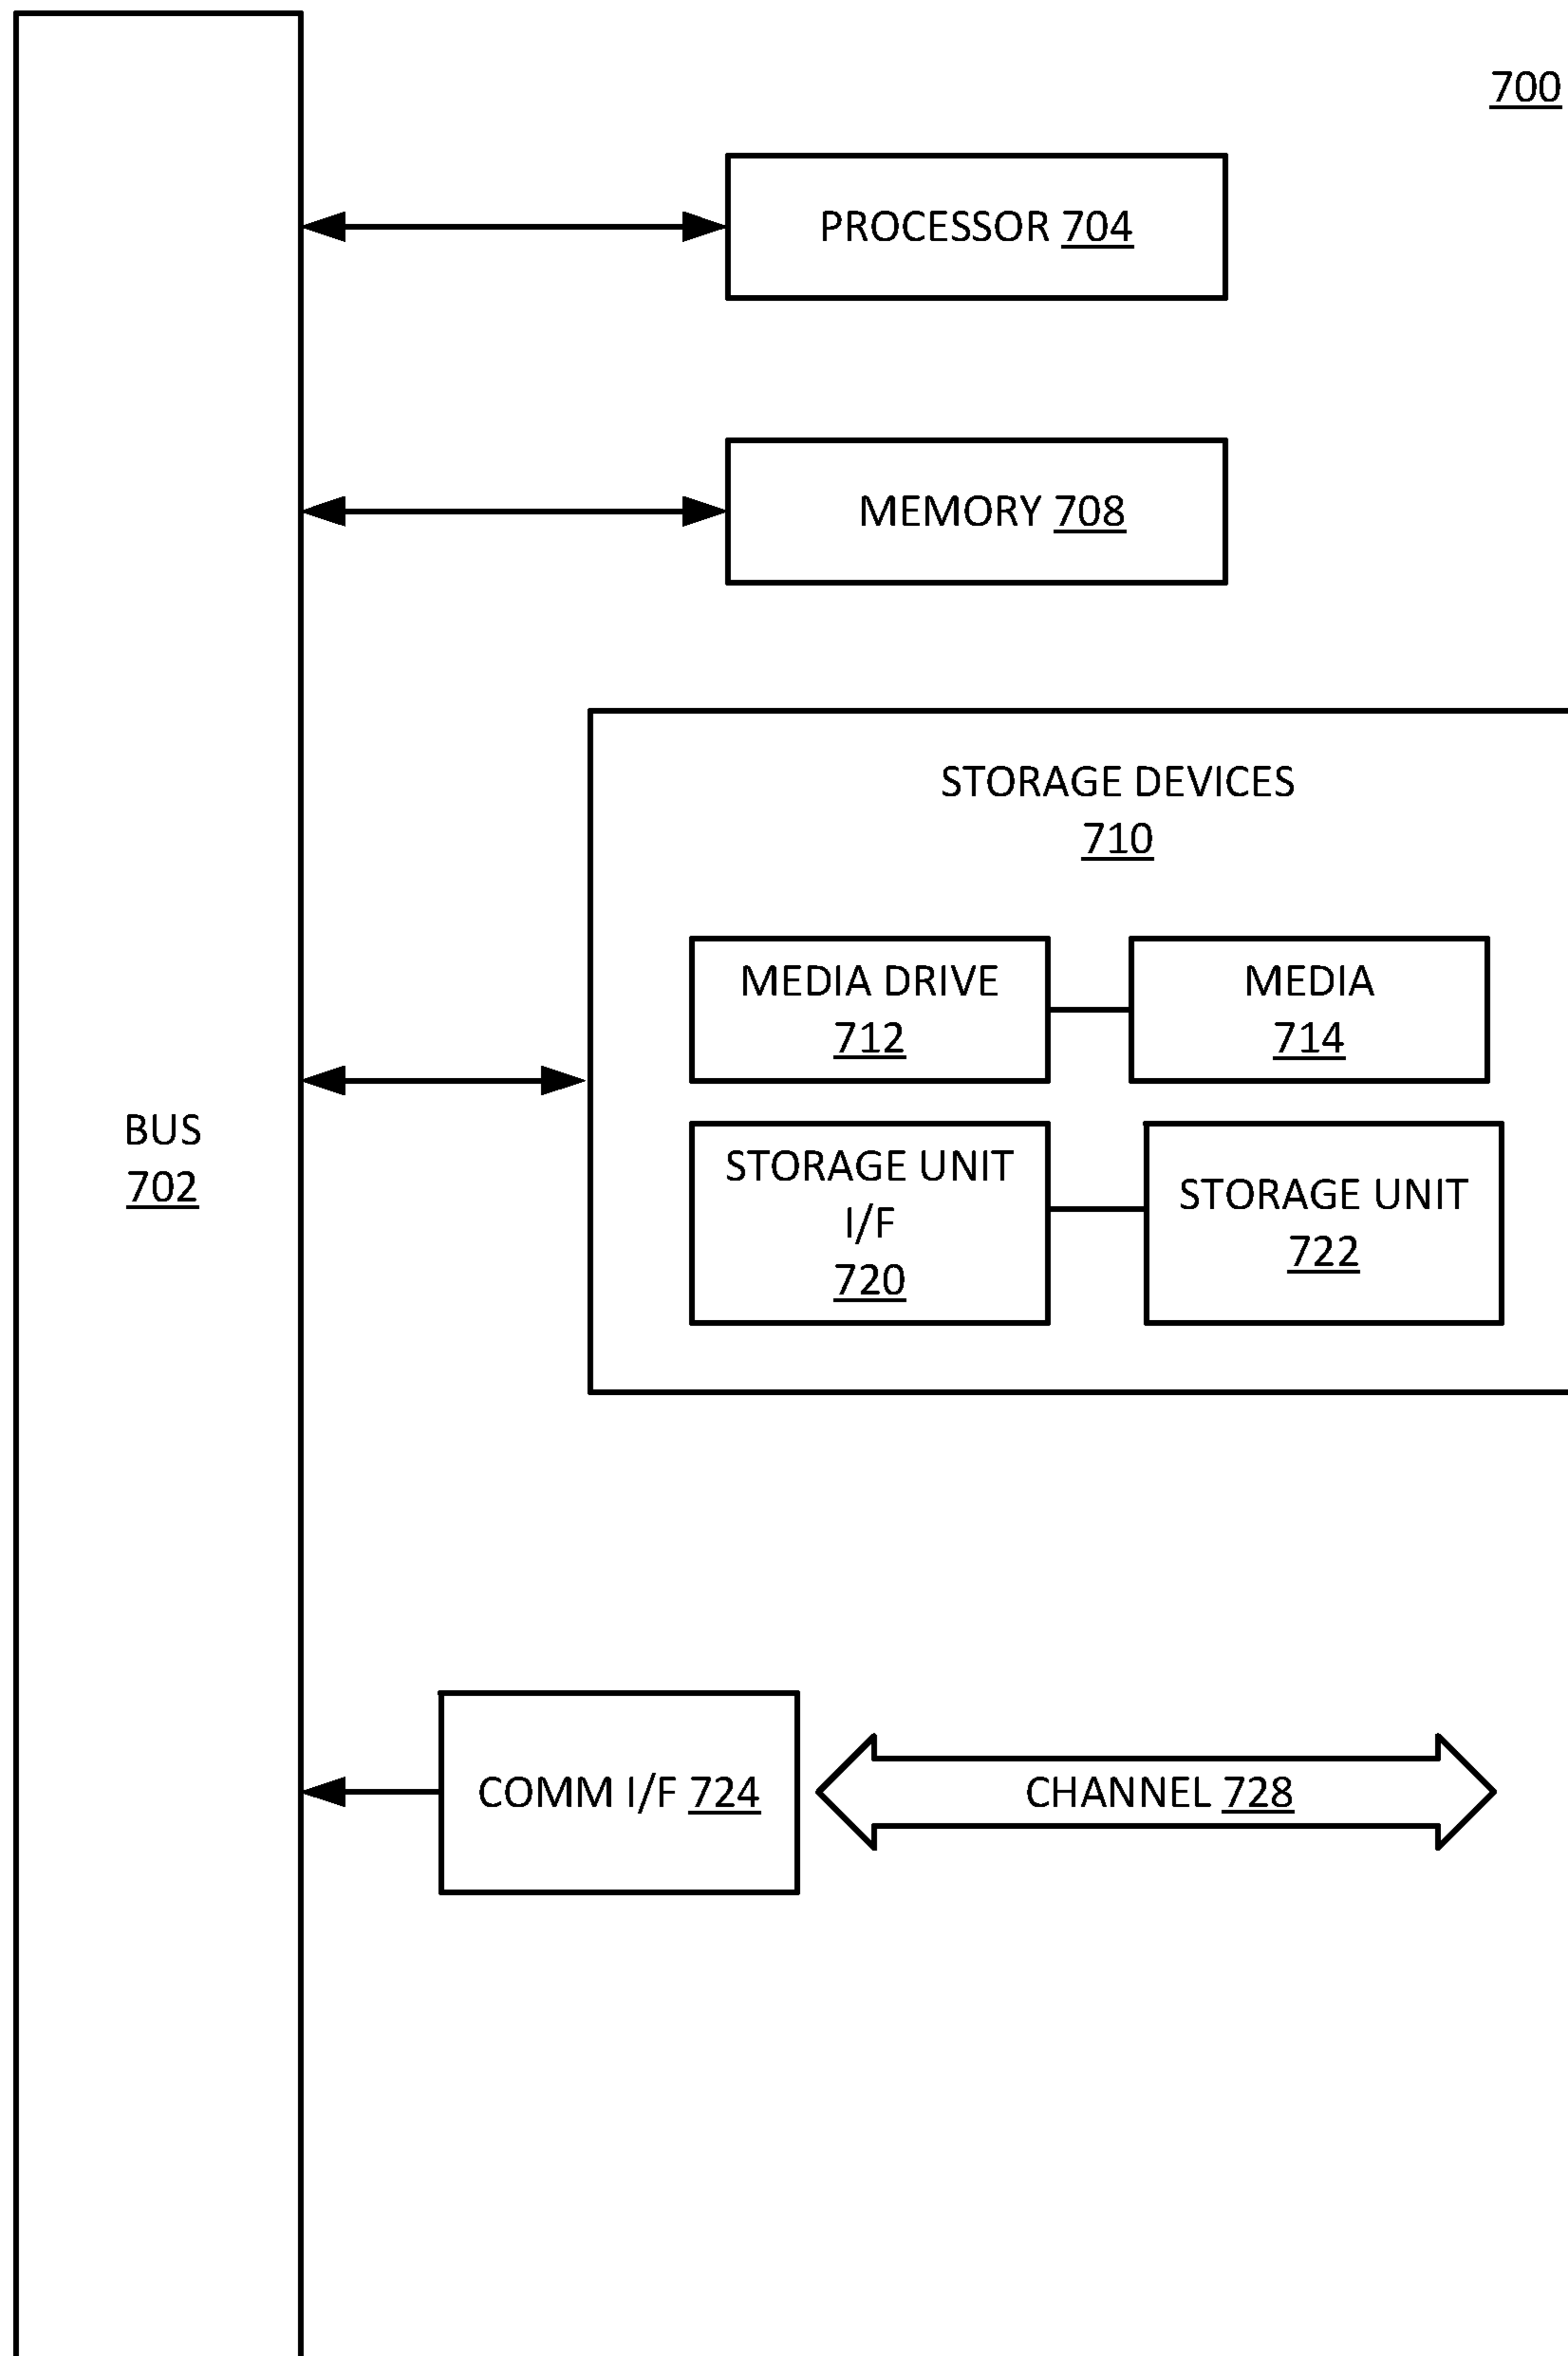 700
PROCESSOR 704
MEMORY 708
STORAGE DEVICES
710
MEDIA DRIVE
712
MEDIA
714
BUS
702
STORAGE UNIT
I/F
720
STORAGE UNIT
722
COMM I/F 724
CHANNEL 728